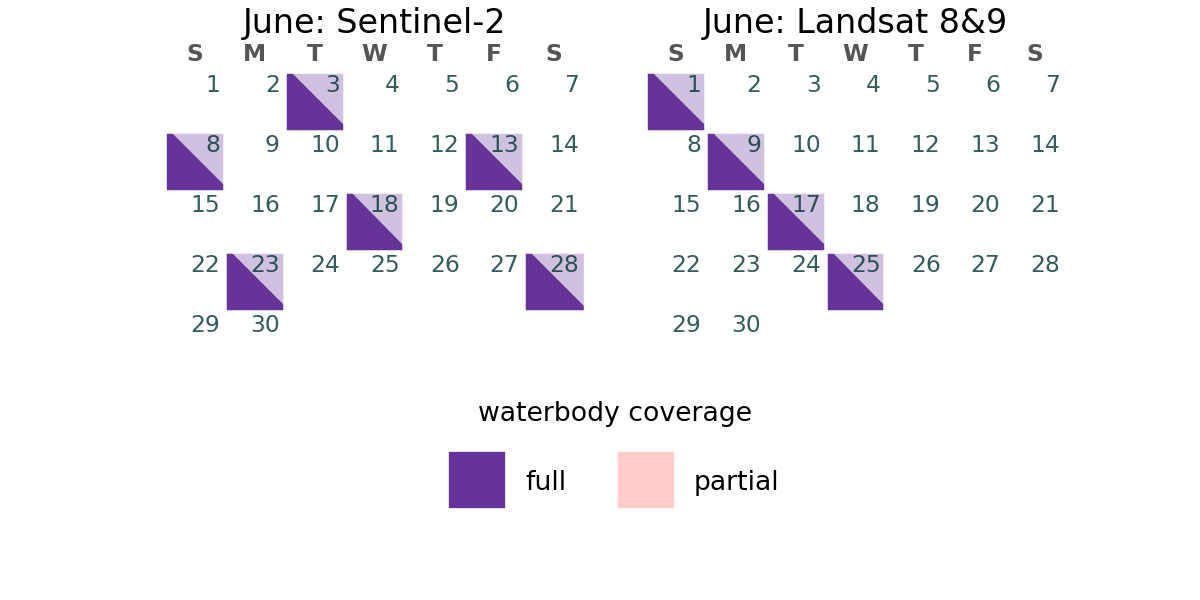 June: Sentinel-2
S M T W T F S
1 2 3 4 5 6 7
8 9 10 11 12 13 14
15 16 17 18 19 20 21
22 23 24 25 26 27 28
29 30
June: Landsat 8&9
S M T W T F S
1 2 3 4 5 6 7
8 9 10 11 12 13 14
15 16 17 18 19 20 21
22 23 24 25 26 27 28
29 30
waterbody coverage
full
partial